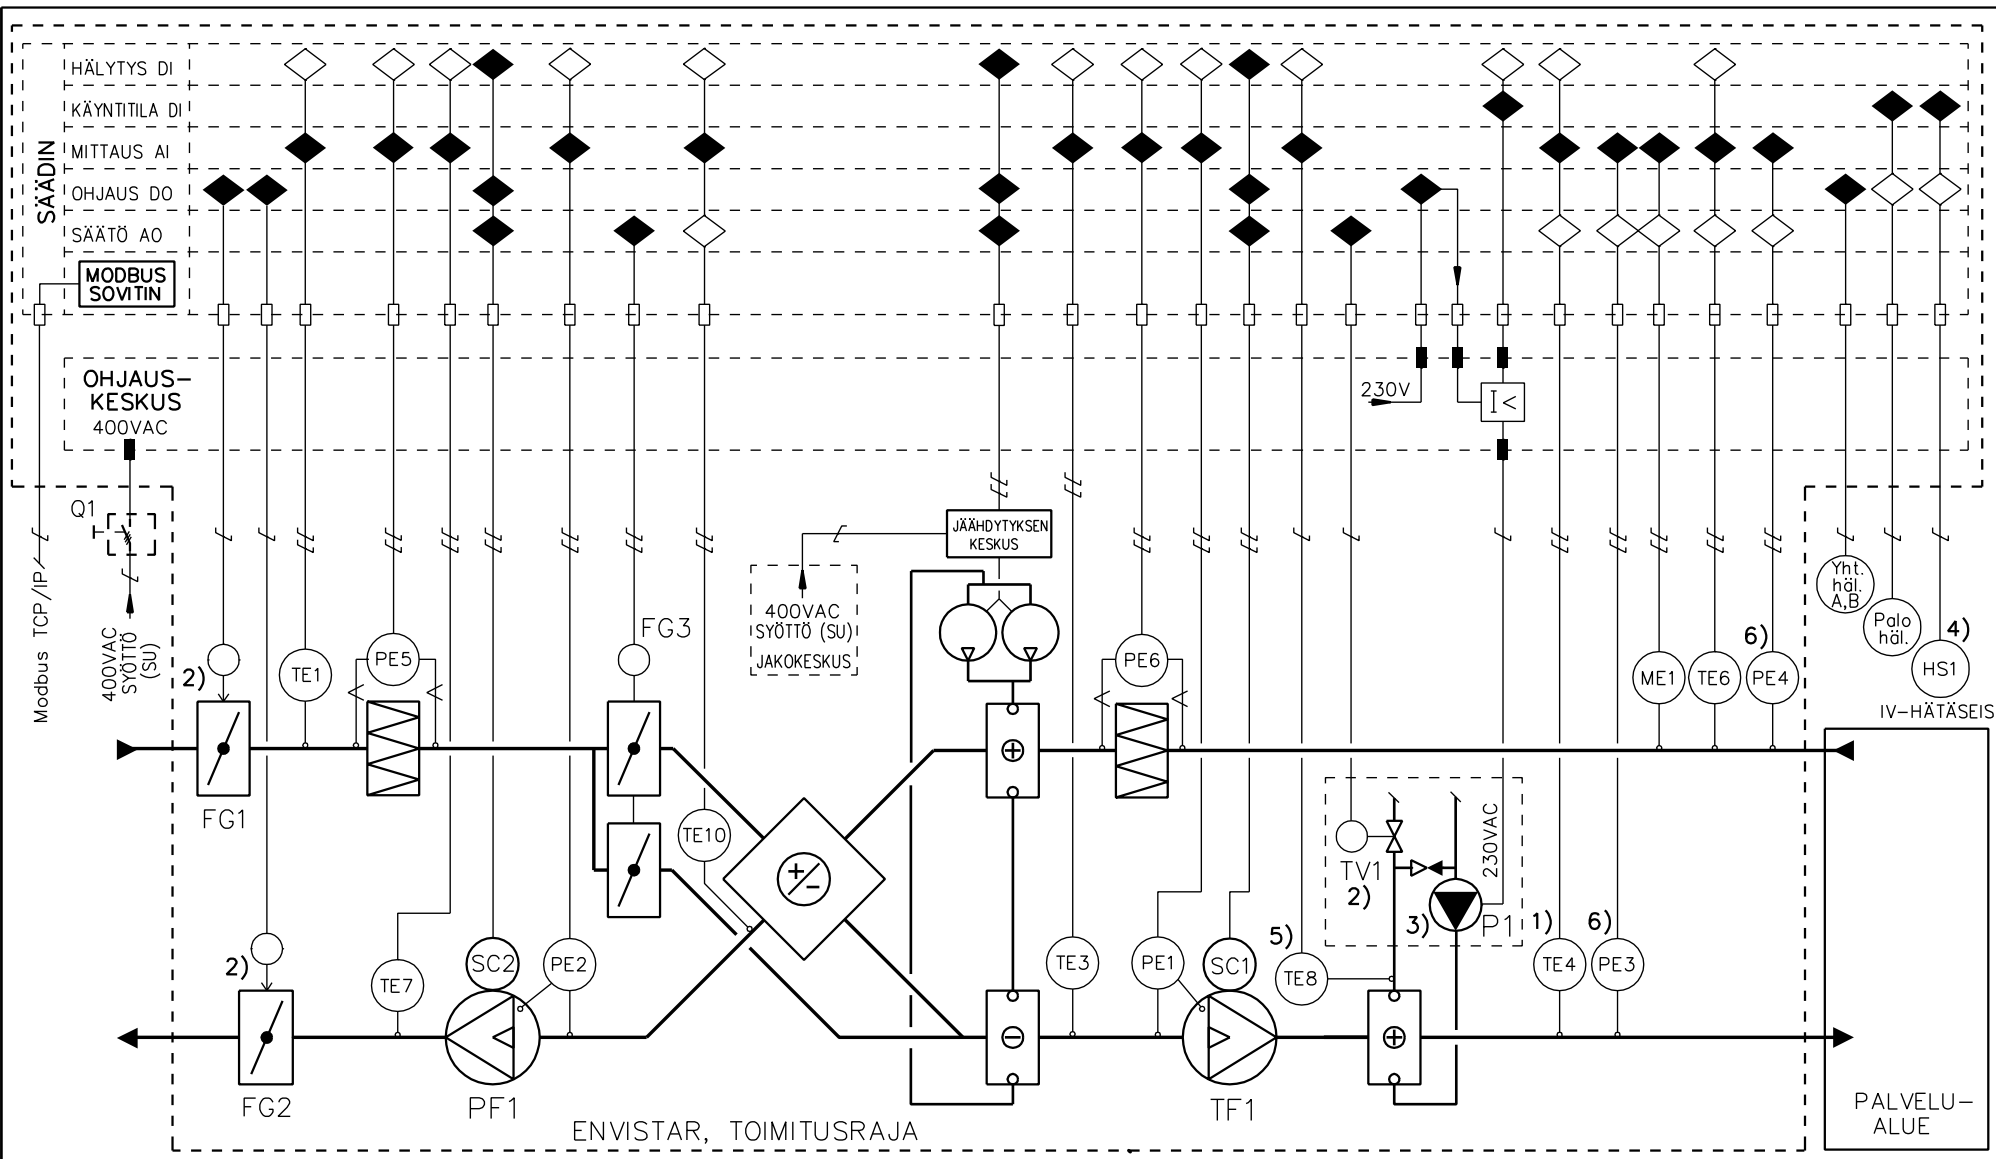 SÄÄDIN
HÄLYTYS DI
KÄYNTITILA DI
MITTAUS AI
OHJAUS DO
SÄÄTÖ AO
MODBUS
SOVITIN
OHJAUS-
KESKUS
400VAC
230V
I<
Q1
Modbus TCP/IP
400VAC
SYÖTTÖ
(SU)
JÄÄHDYTYKSEN
KESKUS
400VAC
SYÖTTÖ (SU)
JAKOKESKUS
Yht.
häl.
A,B
Palo
häl.
4)
HS1
IV-HÄTÄSEIS
2)
TE1
PE5
FG3
PE6
ME1
TE6
6)
PE4
FG1
TE10
+/-
+
TV1
2)
230VAC
3)
P1
2)
TE7
SC2
PE2
TE3
PE1
SC1
5)
TE8
1)
TE4
6)
PE3
-
+
FG2
PF1
TF1
ENVISTAR, TOIMITUSRAJA
PALVELU-
ALUE